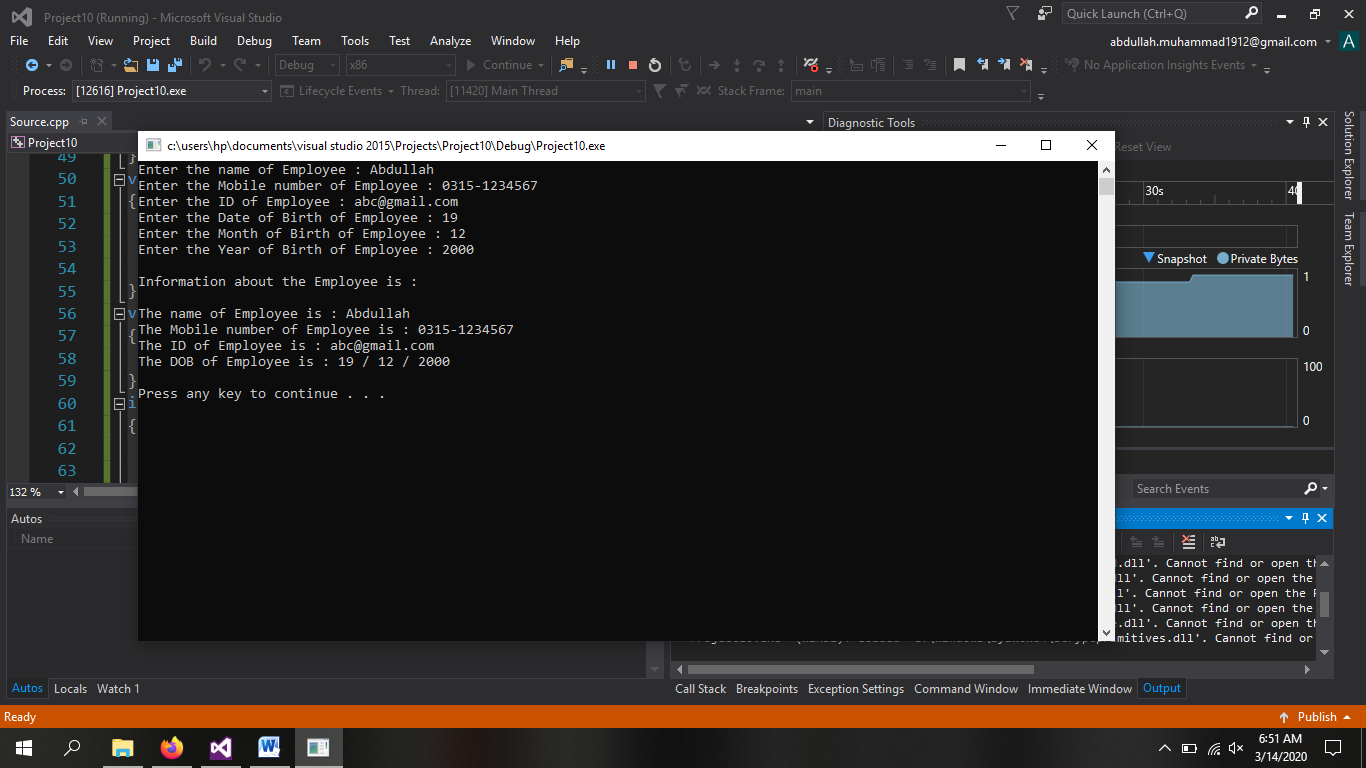 Project10 (Running) - Microsoft Visual Studio
Quick Launch (Ctrl+Q)
File Edit View Project Build Debug Team Tools Test Analyze Window Help
abdullah.muhammad1912@gmail.com A
Debug x86 Continue No Application Insights Events
Process: [12616] Project10.exe Lifecycle Events Thread: [11420] Main Thread Stack Frame: main
Source.cpp
Diagnostic Tools
Project10
c:\users\hp\documents\visual studio 2015\Projects\Project10\Debug\Project10.exe
Reset View
Enter the name of Employee : Abdullah
Enter the Mobile number of Employee : 0315-1234567
Enter the ID of Employee : abc@gmail.com
Enter the Date of Birth of Employee : 19
Enter the Month of Birth of Employee : 12
Enter the Year of Birth of Employee : 2000
Information about the Employee is :
The name of Employee is : Abdullah
The Mobile number of Employee is : 0315-1234567
The ID of Employee is : abc@gmail.com
The DOB of Employee is : 19 / 12 / 2000
Press any key to continue . . .
49 }
50 v
51 {
52
53
54
55 }
56 v
57 {
58
59 }
60 i
61 {
62
63
132 %
30s
Snapshot Private Bytes
1
0
100
0
Search Events
Solution Explorer
Team Explorer
Autos
Name
.dll'. Cannot find or open th
ll'. Cannot find or open the
l'. Cannot find or open the P
dll'. Cannot find or open the
.dll'. Cannot find or open th
mitives.dll'. Cannot find or
Autos Locals Watch 1
Call Stack Breakpoints Exception Settings Command Window Immediate Window Output
Ready
Publish
6:51 AM
3/14/2020